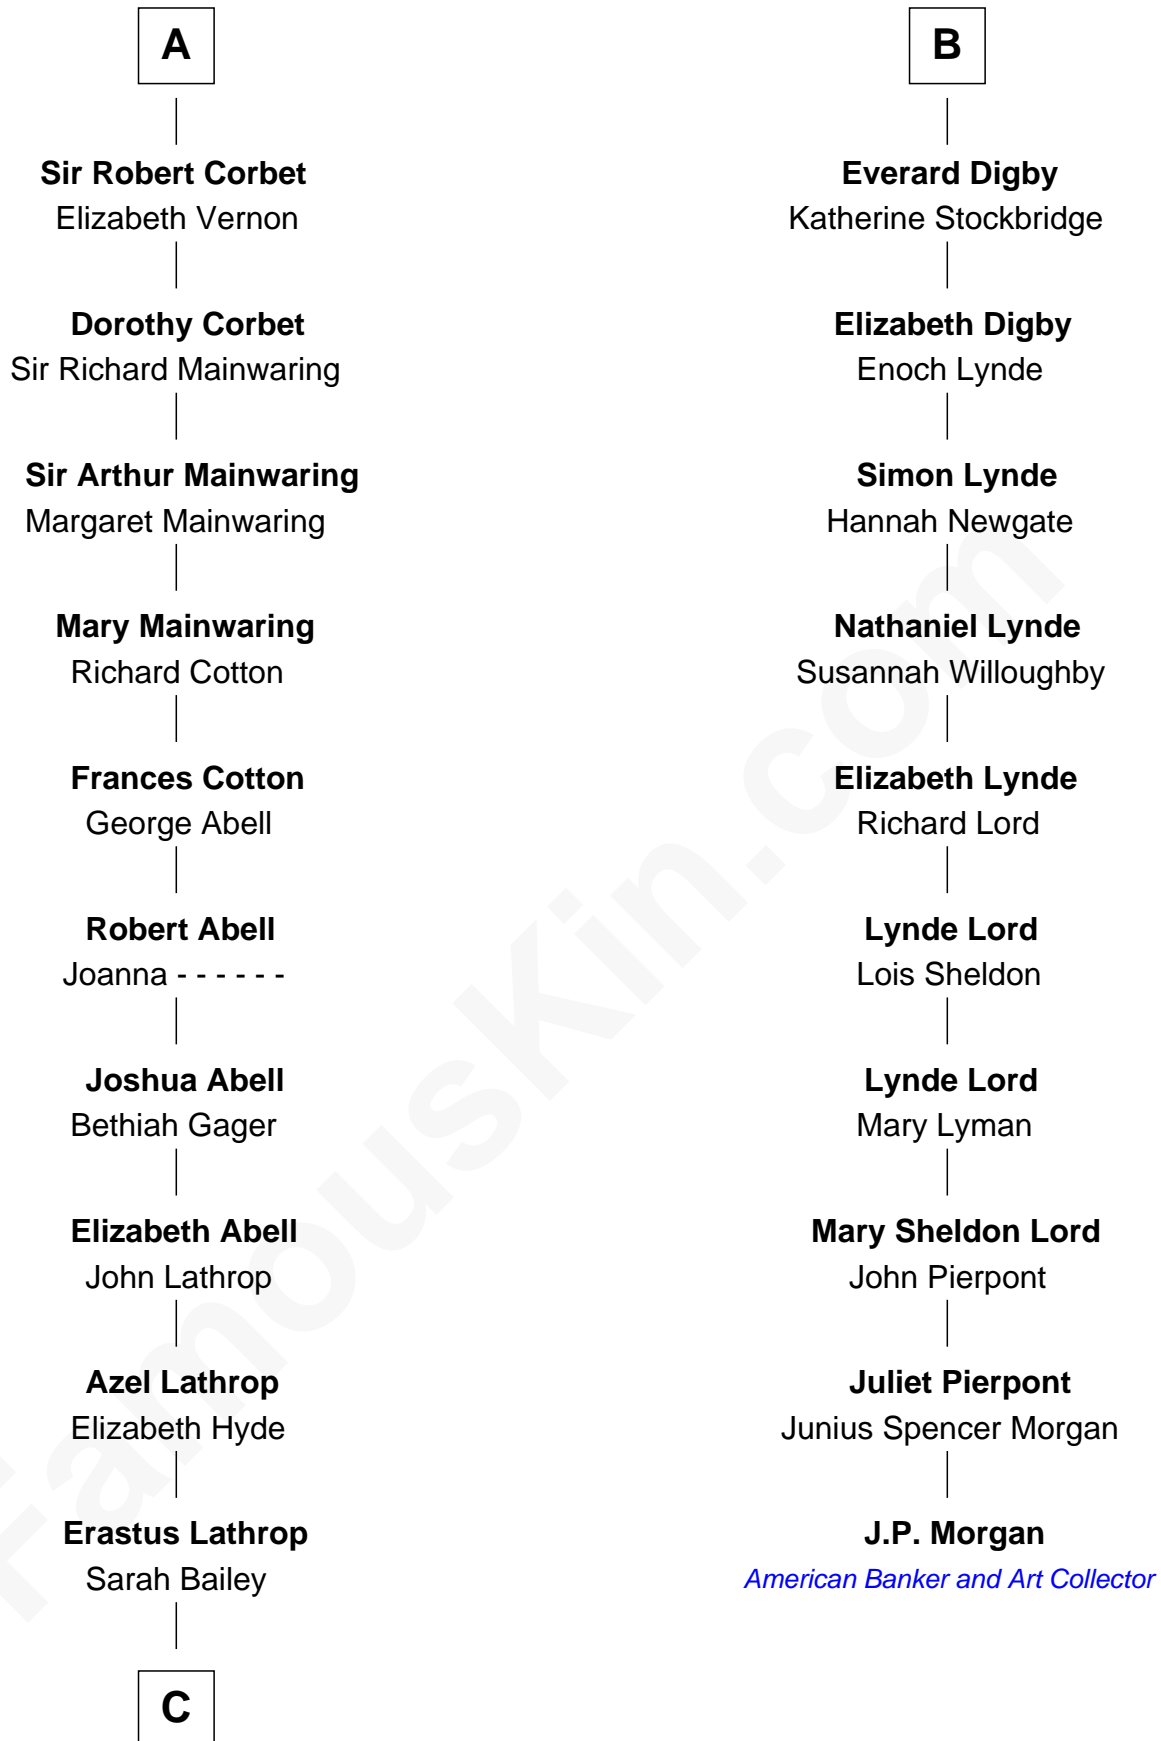 A
Sir Robert Corbet
Elizabeth Vernon
Dorothy Corbet
Sir Richard Mainwaring
Sir Arthur Mainwaring
Margaret Mainwaring
Mary Mainwaring
Richard Cotton
Frances Cotton
George Abell
Robert Abell
Joanna - - - - - -
Joshua Abell
Bethiah Gager
Elizabeth Abell
John Lathrop
Azel Lathrop
Elizabeth Hyde
Erastus Lathrop
Sarah Bailey
C
B
Everard Digby
Katherine Stockbridge
Elizabeth Digby
Enoch Lynde
Simon Lynde
Hannah Newgate
Nathaniel Lynde
Susannah Willoughby
Elizabeth Lynde
Richard Lord
Lynde Lord
Lois Sheldon
Lynde Lord
Mary Lyman
Mary Sheldon Lord
John Pierpont
Juliet Pierpont
Junius Spencer Morgan
J.P. Morgan
American Banker and Art Collector
FamousKin.com